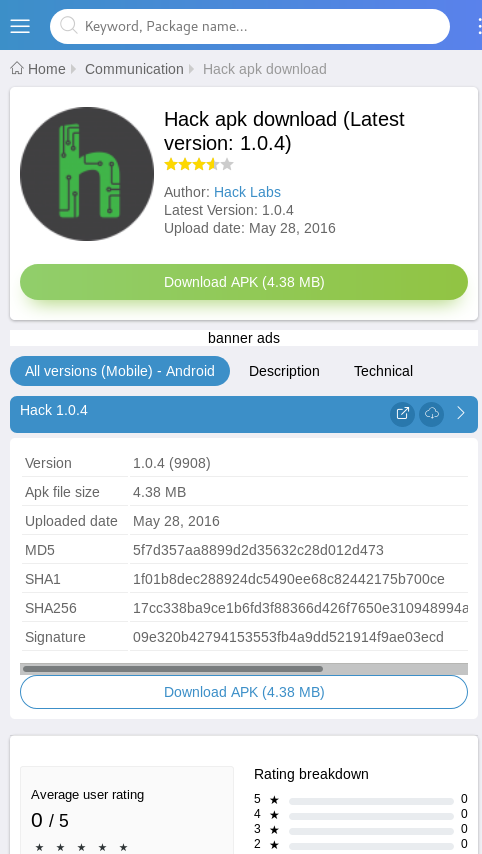 Keyword, Package name...
Home Communication Hack apk download
Hack apk download (Latest
version: 1.0.4)
Author: Hack Labs
Latest Version: 1.0.4
Upload date: May 28, 2016
Download APK (4.38 MB)
banner ads
All versions (Mobile) - Android Description Technical
Hack 1.0.4
Version 1.0.4 (9908)
Apk file size 4.38 MB
Uploaded date May 28, 2016
MD5 5f7d357aa8899d2d35632c28d012d473
SHA1 1f01b8dec288924dc5490ee68c82442175b700ce
SHA256 17cc338ba9ce1b6fd3f88366d426f7650e310948994a
Signature 09e320b42794153553fb4a9dd521914f9ae03ecd
Download APK (4.38 MB)
Average user rating
0 / 5
Rating breakdown
5 ★ 0
4 ★ 0
3 ★ 0
2 ★ 0